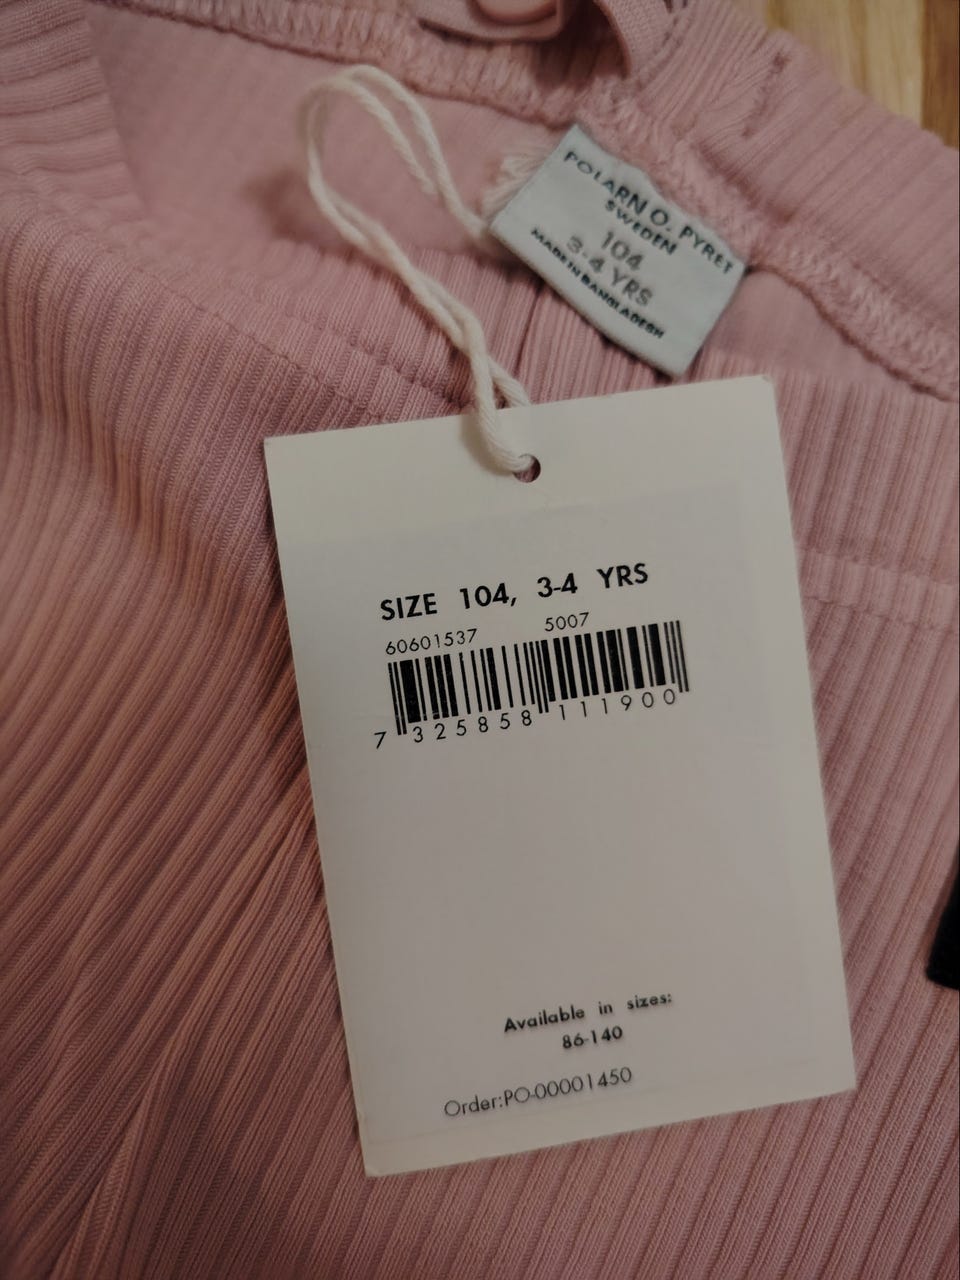 POLARN O. PYRET
SWEDEN
104
3-4 YRS
MADE IN BANGLADESH
SIZE 104, 3-4 YRS
60601537 5007
7 325858 111900
Available in sizes:
86-140
Order:PO-00001450